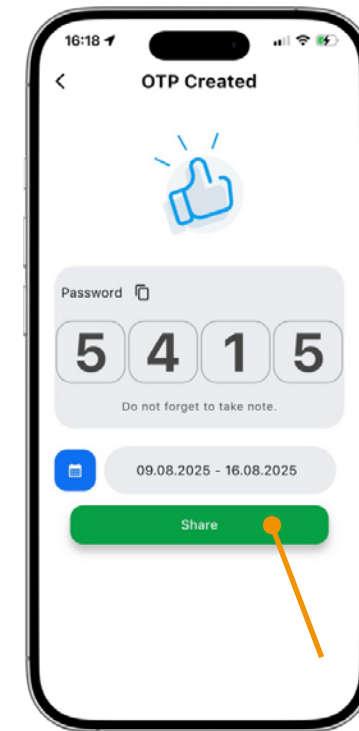 16:18
OTP Created
Password
5 4 1 5
Do not forget to take note.
09.08.2025 - 16.08.2025
Share